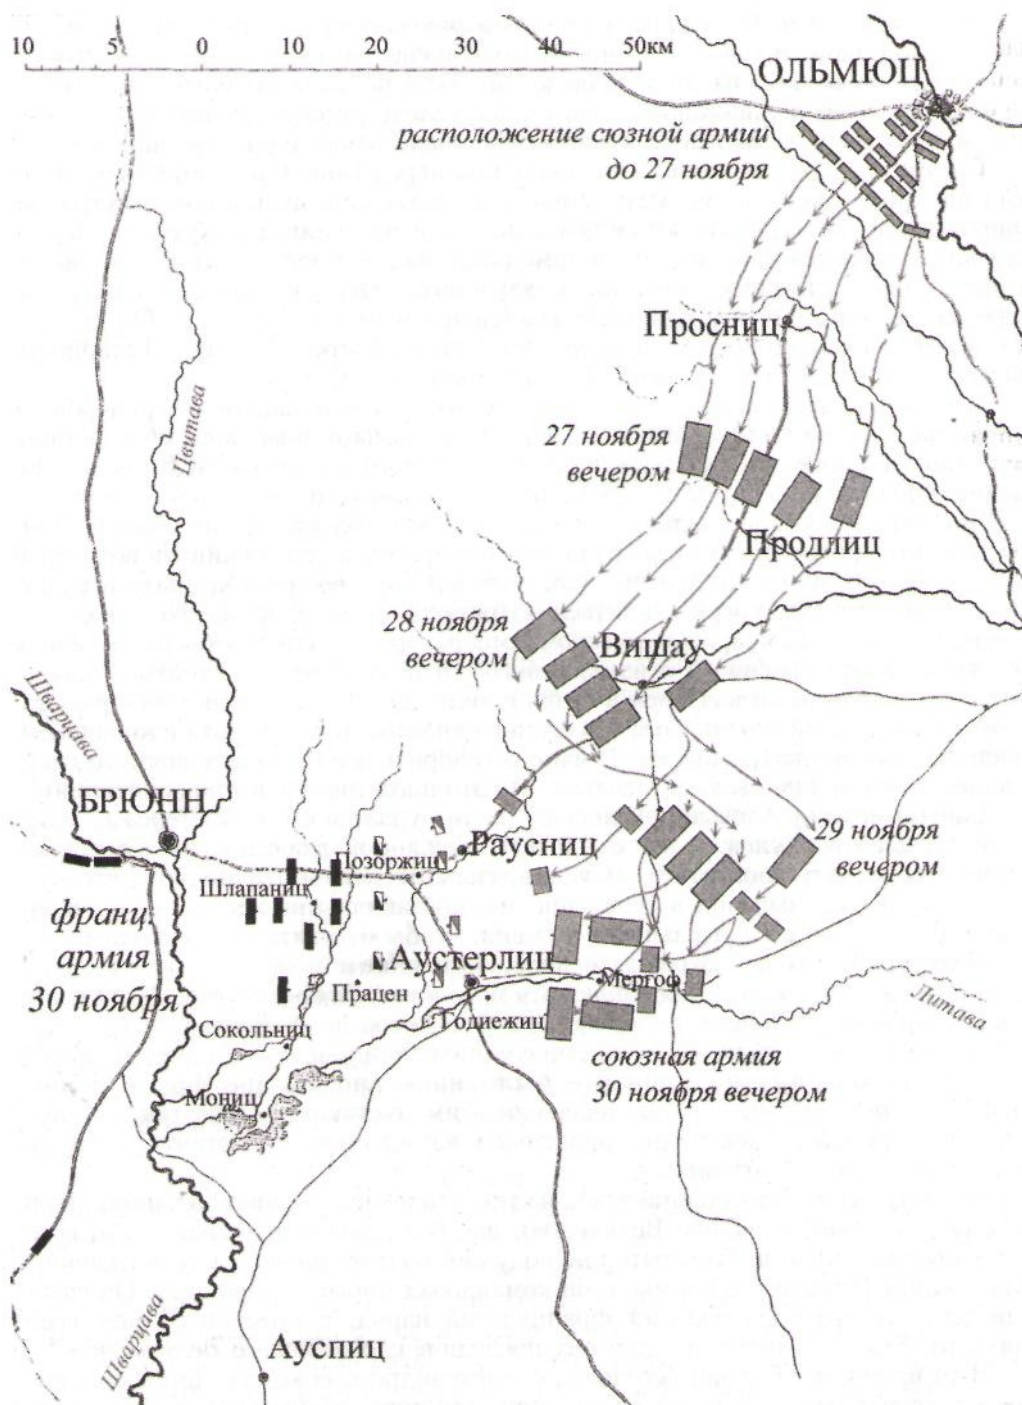 10 5 0 10 20 30 40 50км
ОЛЬМЮЦ
расположение сюзной армии
до 27 ноября
Просниц
Цвитава
27 ноября
вечером
Продлиц
28 ноября
вечером
Вишау
Шварцава
БРЮНН
Раусниц
Позоржиц
29 ноября
вечером
Шлапаниц
франц.
армия
30 ноября
Аустерлиц
Працен
Мергоф
Литава
Годиежиц
Сокольниц
союзная армия
30 ноября вечером
Мониц
Шварцава
Ауспиц